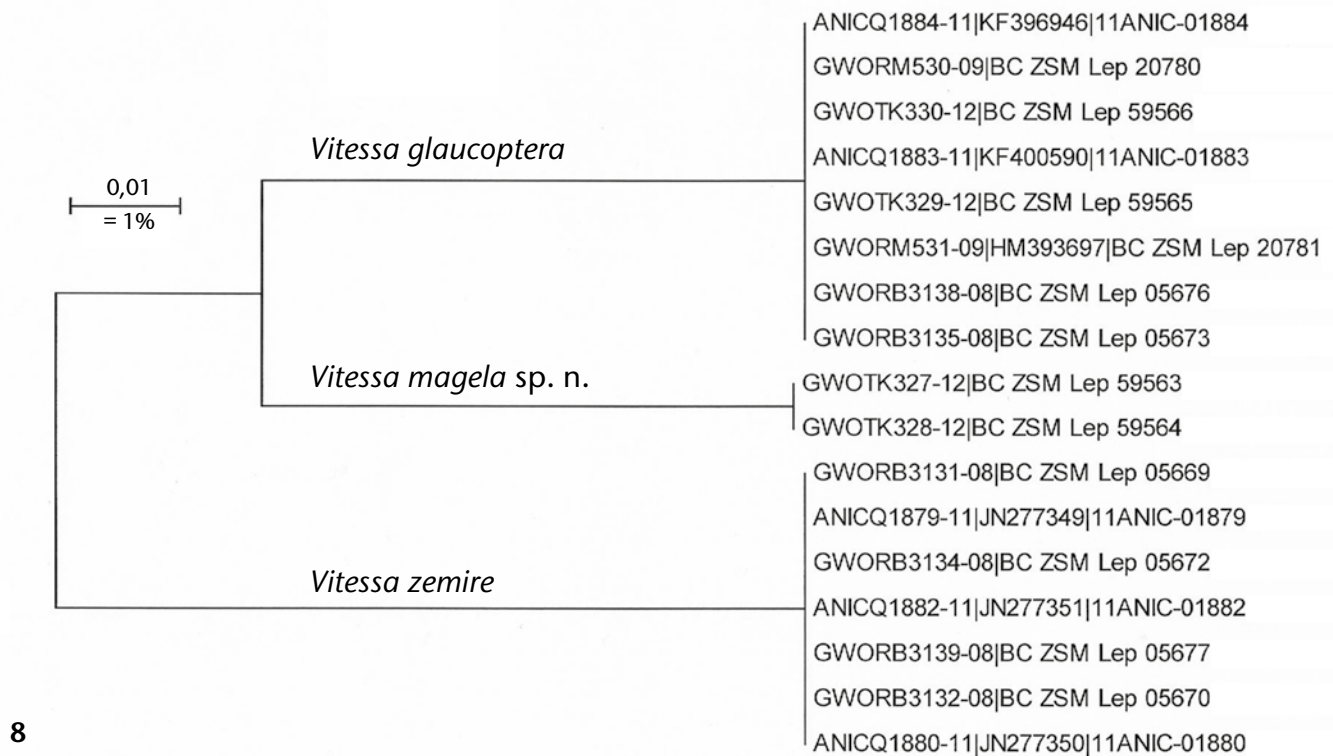 ANICQ1884-11|KF396946|11ANIC-01884
GWORM530-09|BC ZSM Lep 20780
GWOTK330-12|BC ZSM Lep 59566
Vitessa glaucoptera
ANICQ1883-11|KF400590|11ANIC-01883
0,01
= 1%
GWOTK329-12|BC ZSM Lep 59565
GWORM531-09|HM393697|BC ZSM Lep 20781
GWORB3138-08|BC ZSM Lep 05676
GWORB3135-08|BC ZSM Lep 05673
Vitessa magela sp. n.
GWOTK327-12|BC ZSM Lep 59563
GWOTK328-12|BC ZSM Lep 59564
GWORB3131-08|BC ZSM Lep 05669
ANICQ1879-11|JN277349|11ANIC-01879
GWORB3134-08|BC ZSM Lep 05672
Vitessa zemire
ANICQ1882-11|JN277351|11ANIC-01882
GWORB3139-08|BC ZSM Lep 05677
GWORB3132-08|BC ZSM Lep 05670
ANICQ1880-11|JN277350|11ANIC-01880
8